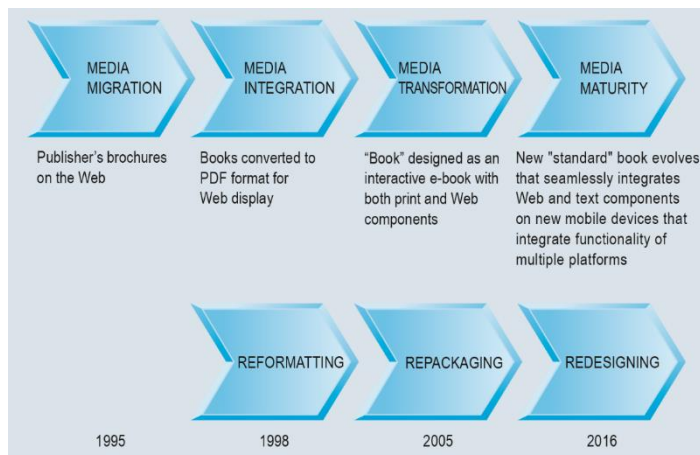 MEDIA
MIGRATION
MEDIA
INTEGRATION
MEDIA
TRANSFORMATION
MEDIA
MATURITY
Publisher's brochures
on the Web
Books converted to
PDF format for
Web display
“Book” designed as an
interactive e-book with
both print and Web
components
New "standard" book evolves
that seamlessly integrates
Web and text components
on new mobile devices that
integrate functionality of
multiple platforms
REFORMATTING
REPACKAGING
REDESIGNING
1995
1998
2005
2016